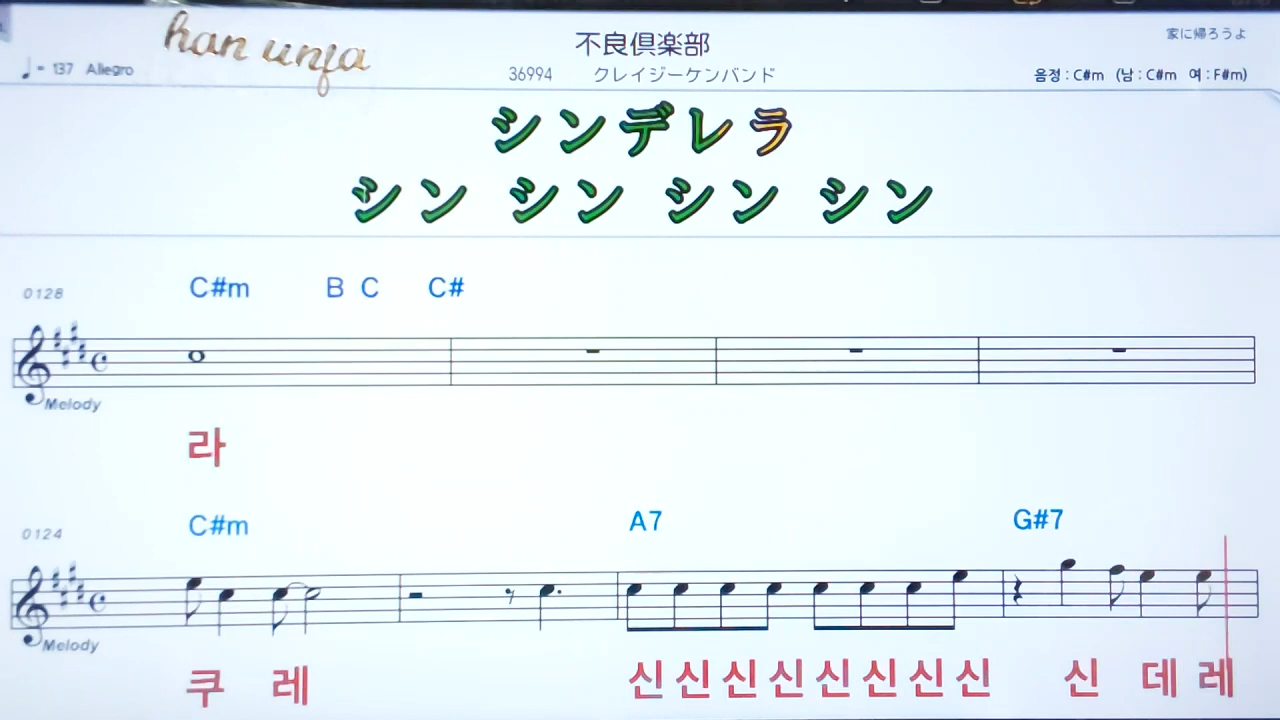 han unja
不良倶楽部
家に帰ろうよ
♩= 137 Allegro
36994 クレイジーケンバンド
음정 : C#m (남 : C#m 여 : F#m)
シンデレラ
シン シン シン シン
0128 C#m B C C#
Melody
라
0124 C#m A7 G#7
Melody
쿠 레 신 신 신 신 신 신 신 신 신 데 레